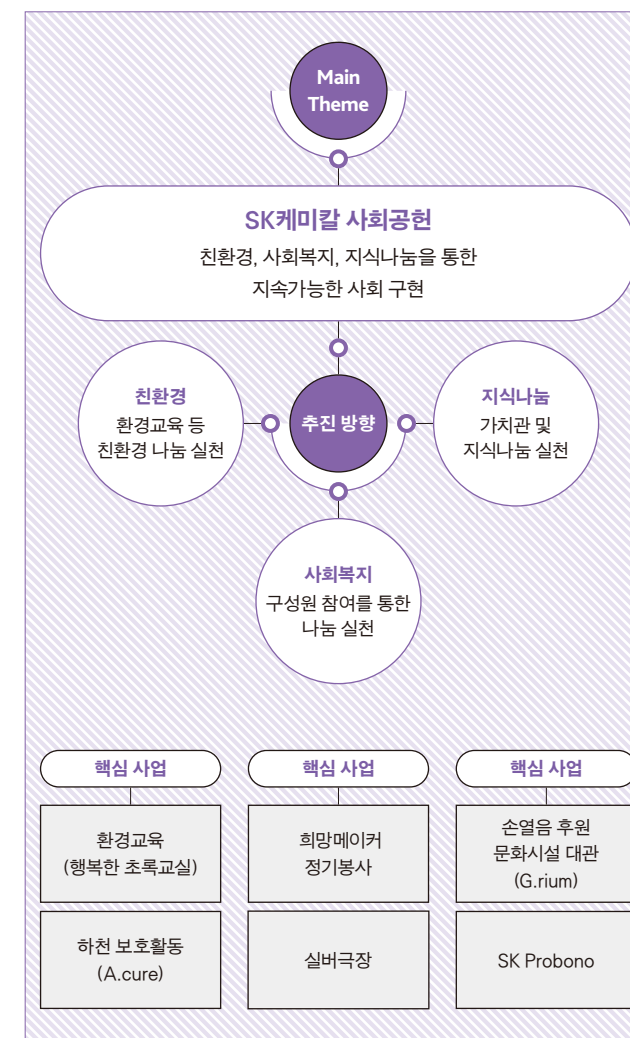 Main
Theme
SK케미칼 사회공헌
친환경, 사회복지, 지식나눔을 통한
지속가능한 사회 구현
친환경
환경교육 등
친환경 나눔 실천
추진 방향
지식나눔
가치관 및
지식나눔 실천
사회복지
구성원 참여를 통한
나눔 실천
핵심 사업
환경교육
(행복한 초록교실)
하천 보호활동
(A.cure)
핵심 사업
희망메이커
정기봉사
실버극장
핵심 사업
손열음 후원
문화시설 대관
(G.rium)
SK Probono